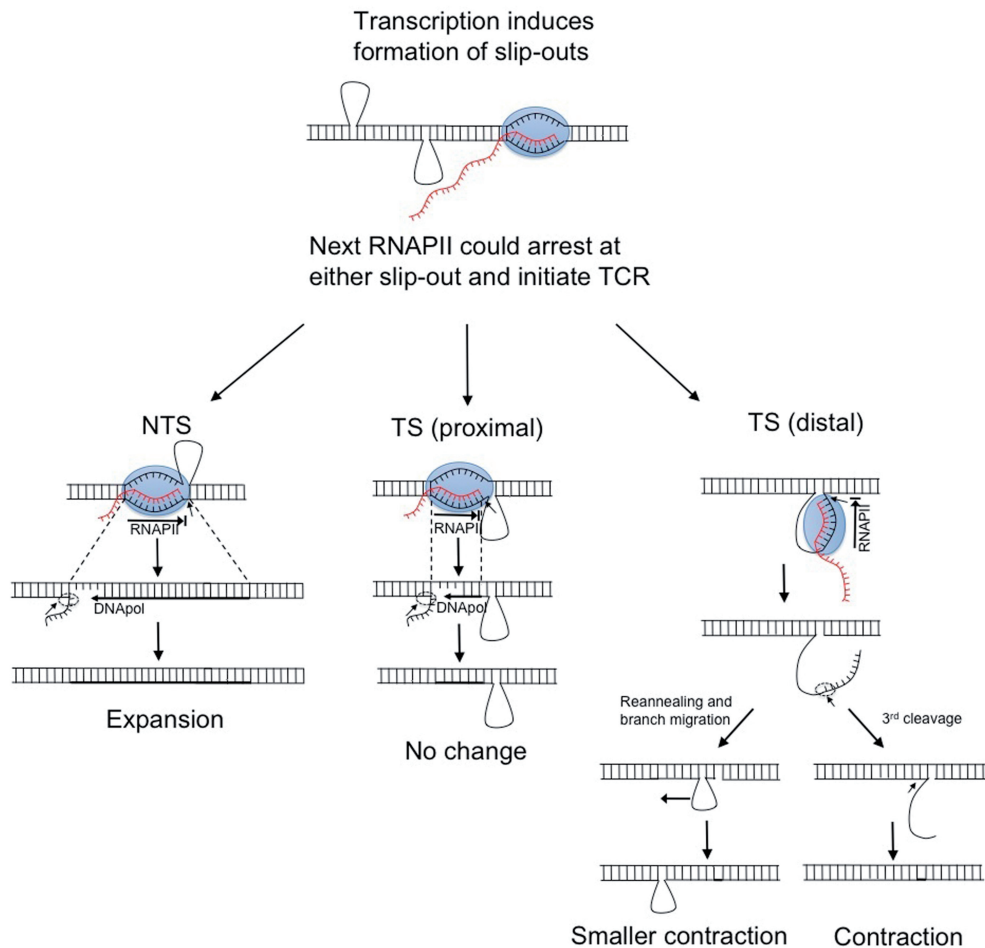 Transcription induces
formation of slip-outs
Next RNAPII could arrest at
either slip-out and initiate TCR
NTS
TS (proximal)
TS (distal)
RNAPII
RNAPII
RNAPII
DNApol
DNApol
Expansion
No change
Reannealing and
branch migration
3rd cleavage
Smaller contraction
Contraction